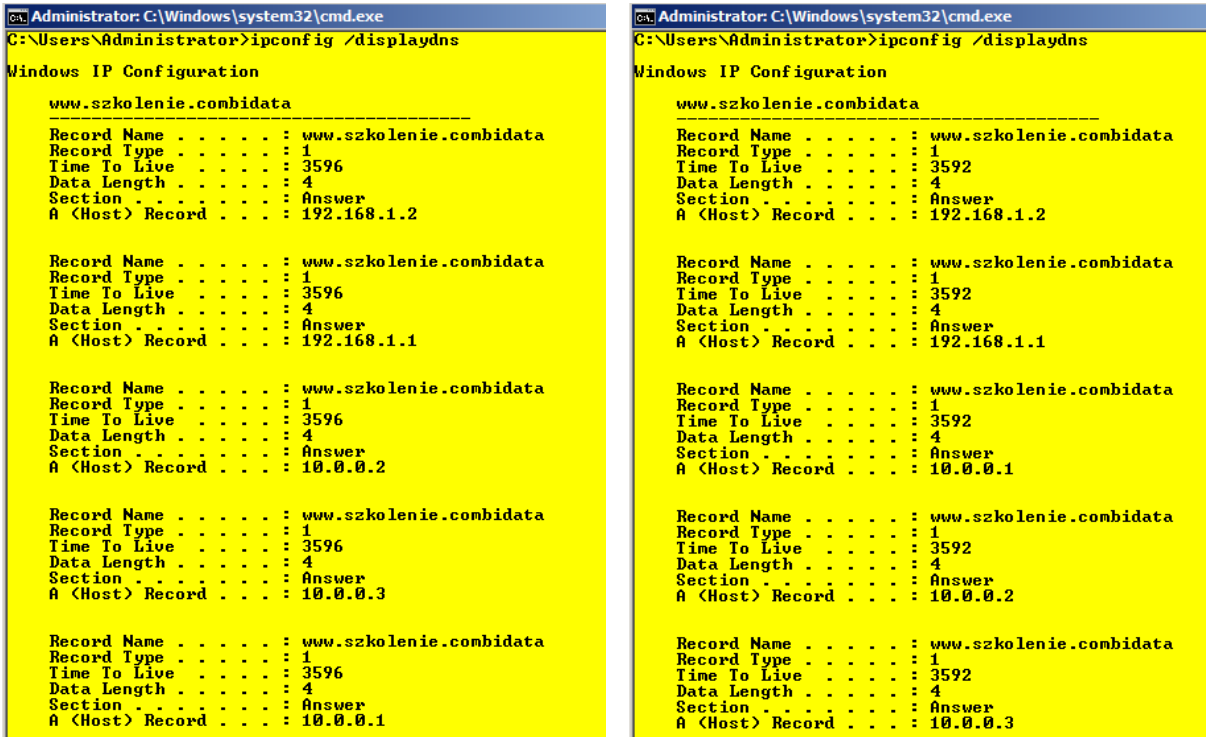 Administrator: C:\Windows\system32\cmd.exe
C:\Users\Administrator>ipconfig /displaydns
Windows IP Configuration
www.szkolenie.combidata
----------------------------------------
Record Name . . . . . : www.szkolenie.combidata
Record Type . . . . . : 1
Time To Live . . . . : 3596
Data Length . . . . . : 4
Section . . . . . . . : Answer
A (Host) Record . . . : 192.168.1.2
Record Name . . . . . : www.szkolenie.combidata
Record Type . . . . . : 1
Time To Live . . . . : 3596
Data Length . . . . . : 4
Section . . . . . . . : Answer
A (Host) Record . . . : 192.168.1.1
Record Name . . . . . : www.szkolenie.combidata
Record Type . . . . . : 1
Time To Live . . . . : 3596
Data Length . . . . . : 4
Section . . . . . . . : Answer
A (Host) Record . . . : 10.0.0.2
Record Name . . . . . : www.szkolenie.combidata
Record Type . . . . . : 1
Time To Live . . . . : 3596
Data Length . . . . . : 4
Section . . . . . . . : Answer
A (Host) Record . . . : 10.0.0.3
Record Name . . . . . : www.szkolenie.combidata
Record Type . . . . . : 1
Time To Live . . . . : 3596
Data Length . . . . . : 4
Section . . . . . . . : Answer
A (Host) Record . . . : 10.0.0.1
Administrator: C:\Windows\system32\cmd.exe
C:\Users\Administrator>ipconfig /displaydns
Windows IP Configuration
www.szkolenie.combidata
----------------------------------------
Record Name . . . . . : www.szkolenie.combidata
Record Type . . . . . : 1
Time To Live . . . . : 3592
Data Length . . . . . : 4
Section . . . . . . . : Answer
A (Host) Record . . . : 192.168.1.2
Record Name . . . . . : www.szkolenie.combidata
Record Type . . . . . : 1
Time To Live . . . . : 3592
Data Length . . . . . : 4
Section . . . . . . . : Answer
A (Host) Record . . . : 192.168.1.1
Record Name . . . . . : www.szkolenie.combidata
Record Type . . . . . : 1
Time To Live . . . . : 3592
Data Length . . . . . : 4
Section . . . . . . . : Answer
A (Host) Record . . . : 10.0.0.1
Record Name . . . . . : www.szkolenie.combidata
Record Type . . . . . : 1
Time To Live . . . . : 3592
Data Length . . . . . : 4
Section . . . . . . . : Answer
A (Host) Record . . . : 10.0.0.2
Record Name . . . . . : www.szkolenie.combidata
Record Type . . . . . : 1
Time To Live . . . . : 3592
Data Length . . . . . : 4
Section . . . . . . . : Answer
A (Host) Record . . . : 10.0.0.3